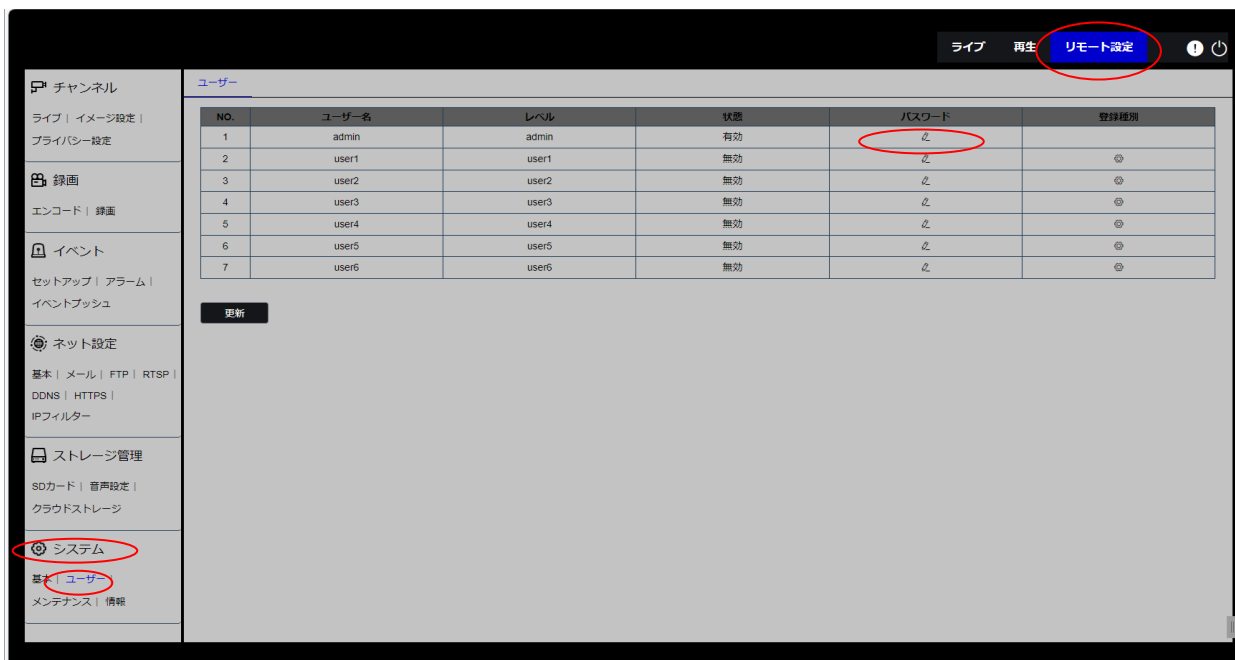 ライブ 再生 リモート設定
チャンネル
ライブ | イメージ設定 |
プライバシー設定
録画
エンコード | 録画
イベント
セットアップ | アラーム |
イベントプッシュ
ネット設定
基本 | メール | FTP | RTSP |
DDNS | HTTPS |
IPフィルター
ストレージ管理
SDカード | 音声設定 |
クラウドストレージ
システム
基本 | ユーザー |
メンテナンス | 情報
ユーザー
NO. ユーザー名 レベル 状態 パスワード 登録種別
1 admin admin 有効
2 user1 user1 無効
3 user2 user2 無効
4 user3 user3 無効
5 user4 user4 無効
6 user5 user5 無効
7 user6 user6 無効
更新